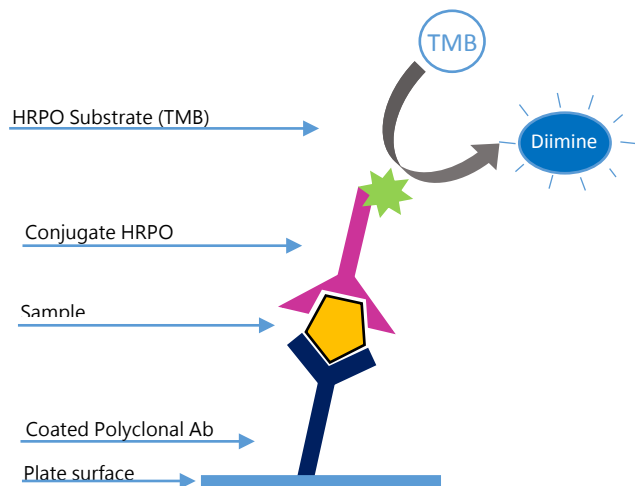 TMB
HRPO Substrate (TMB)
Diimine
Conjugate HRPO
Sample
Coated Polyclonal Ab
Plate surface